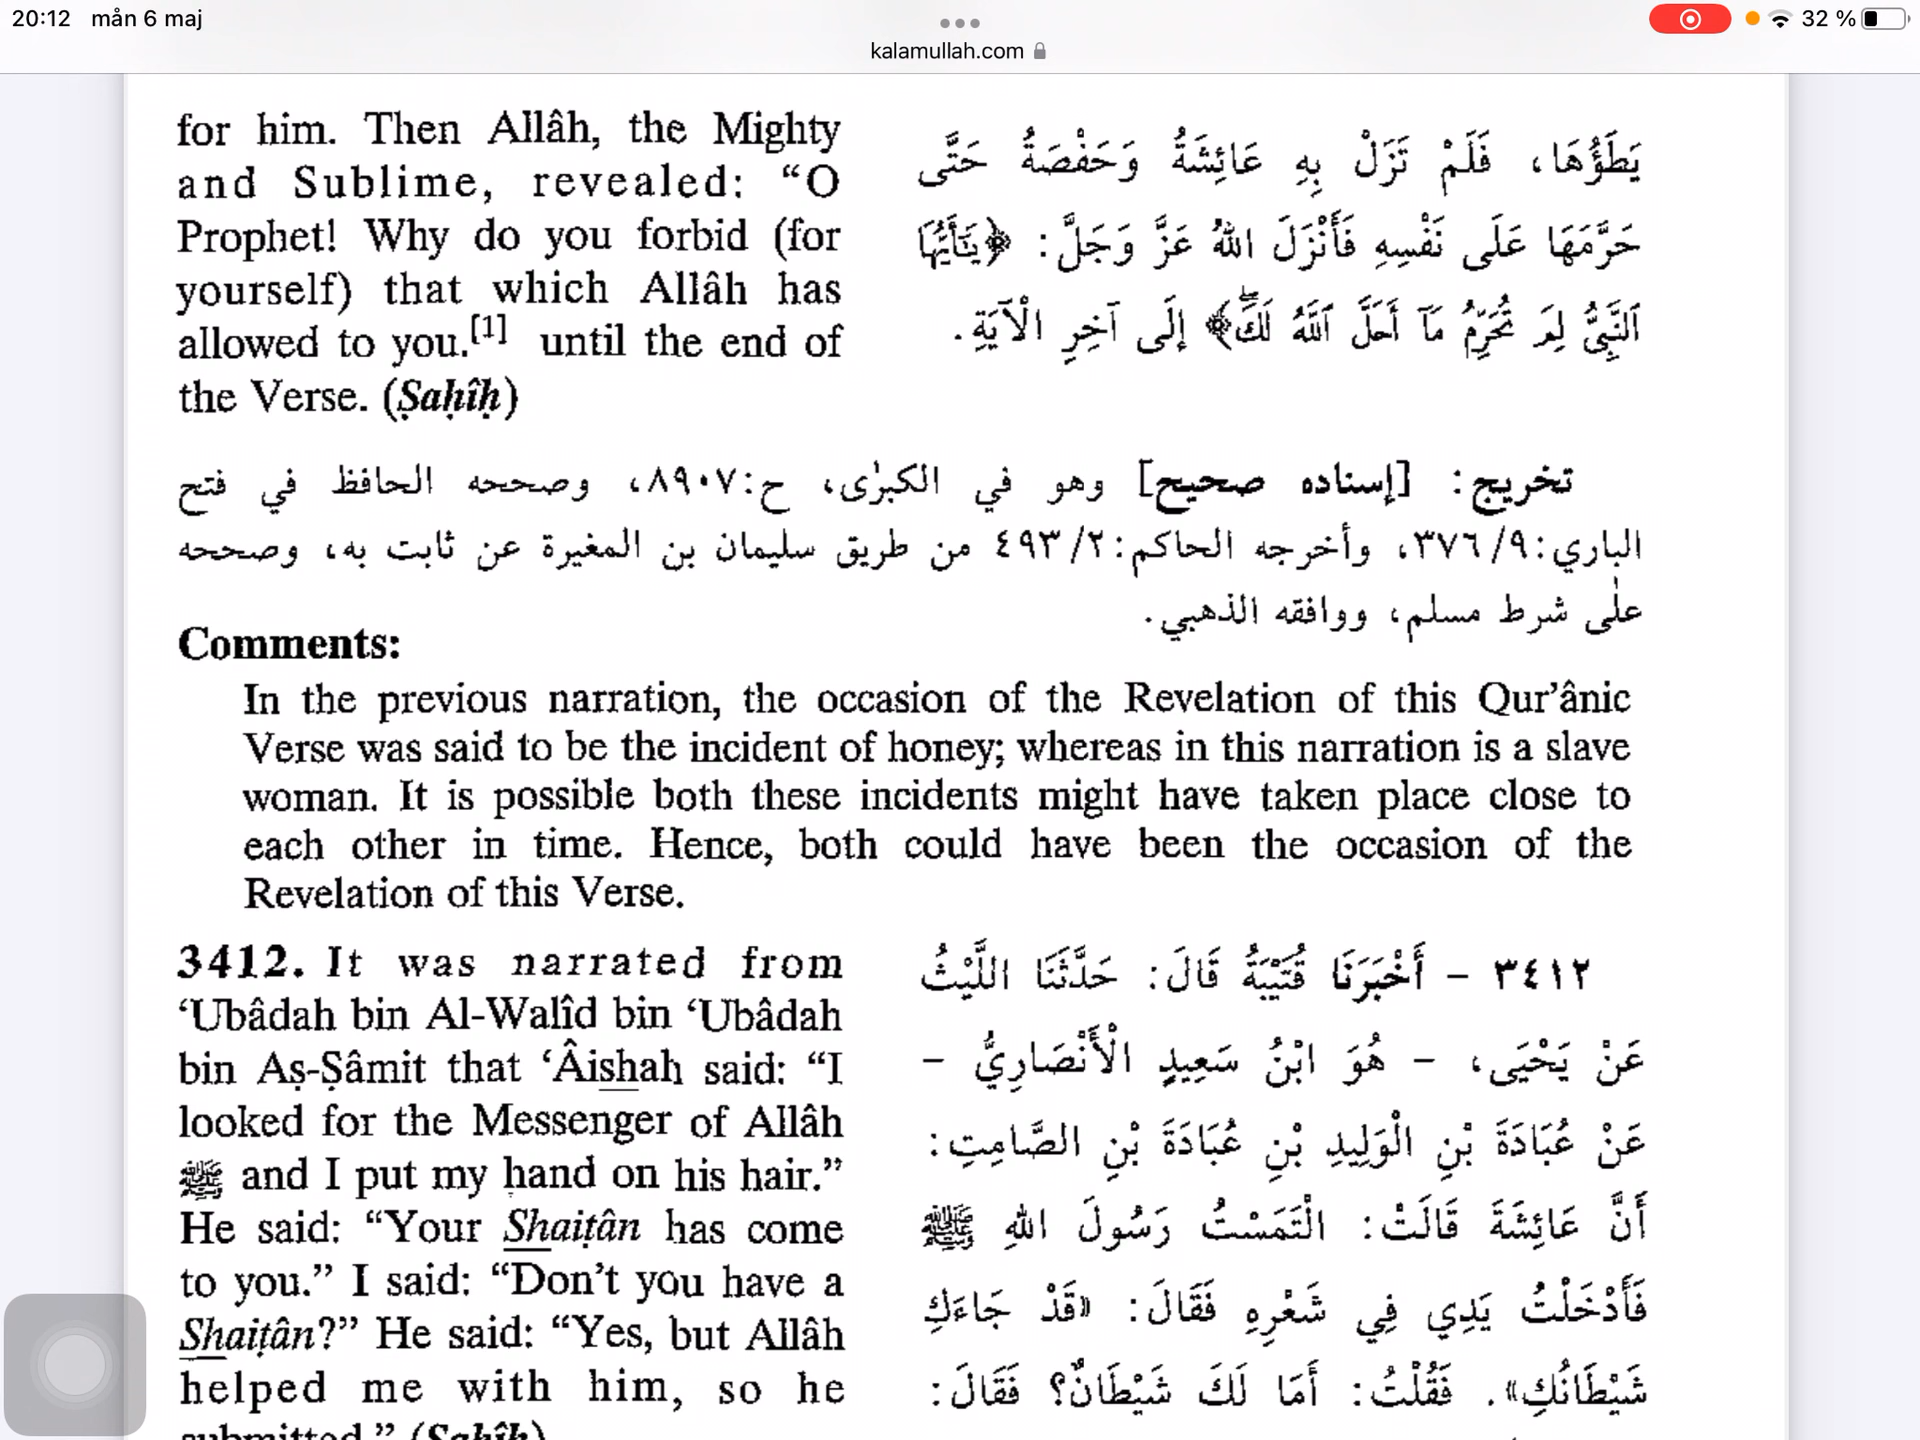 20:12 mån 6 maj
32 %
kalamullah.com
for him. Then Allâh, the Mighty
and Sublime, revealed: “O
Prophet! Why do you forbid (for
yourself) that which Allâh has
allowed to you.[1] until the end of
the Verse. (Ṣaḥîḥ)
يَطَؤُهَا، فَلَمْ تَزَلْ بِهِ عَائِشَةُ وَحَفْصَةُ حَتَّى
حَرَّمَهَا عَلَى نَفْسِهِ فَأَنْزَلَ اللهُ عَزَّ وَجَلَّ: ﴿يَٰٓأَيُّهَا
ٱلنَّبِىُّ لِمَ تُحَرِّمُ مَآ أَحَلَّ ٱللَّهُ لَكَۖ﴾ إِلَى آخِرِ الْآيَةِ.
تخريج: [إسناده صحيح] وهو في الكبرٰى، ح:٨٩٠٧، وصححه الحافظ في فتح
الباري:٩/ ٣٧٦، وأخرجه الحاكم:٢/ ٤٩٣ من طريق سليمان بن المغيرة عن ثابت به، وصححه
علٰى شرط مسلم، ووافقه الذهبي.
Comments:
In the previous narration, the occasion of the Revelation of this Qur’ânic
Verse was said to be the incident of honey; whereas in this narration is a slave
woman. It is possible both these incidents might have taken place close to
each other in time. Hence, both could have been the occasion of the
Revelation of this Verse.
3412. It was narrated from
‘Ubâdah bin Al-Walîd bin ‘Ubâdah
bin Aṣ-Ṣâmit that ‘Âishah said: “I
looked for the Messenger of Allâh
ﷺ and I put my hand on his hair.”
He said: “Your Shaiṭân has come
to you.” I said: “Don’t you have a
Shaiṭân?” He said: “Yes, but Allâh
helped me with him, so he
submitted.” (Ṣaḥîḥ)
٣٤١٢ - أَخْبَرَنَا قُتَيْبَةُ قَالَ: حَدَّثَنَا اللَّيْثُ
عَنْ يَحْيَى، - هُوَ ابْنُ سَعِيدٍ الْأَنْصَارِيُّ -
عَنْ عُبَادَةَ بْنِ الْوَلِيدِ بْنِ عُبَادَةَ بْنِ الصَّامِتِ:
أَنَّ عَائِشَةَ قَالَتْ: الْتَمَسْتُ رَسُولَ اللهِ ﷺ
فَأَدْخَلْتُ يَدِي فِي شَعْرِهِ فَقَالَ: «قَدْ جَاءَكِ
شَيْطَانُكِ». فَقُلْتُ: أَمَا لَكَ شَيْطَانٌ؟ فَقَالَ: